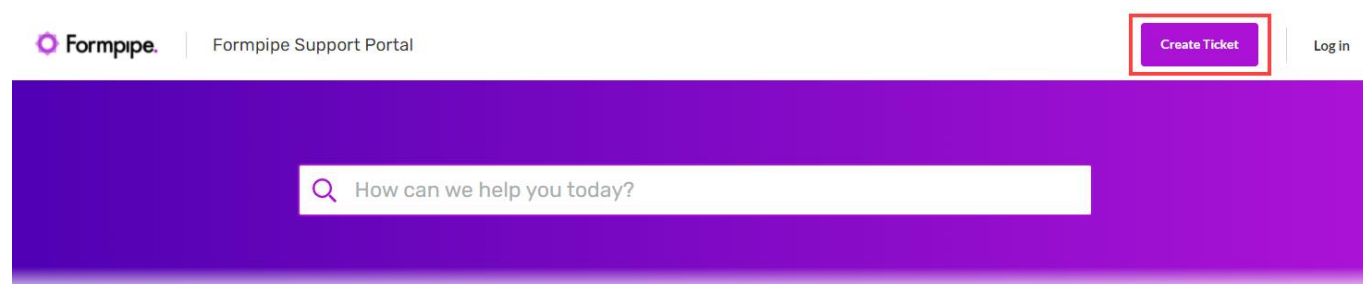 Formpipe.
Formpipe Support Portal
Create Ticket
Log in
How can we help you today?